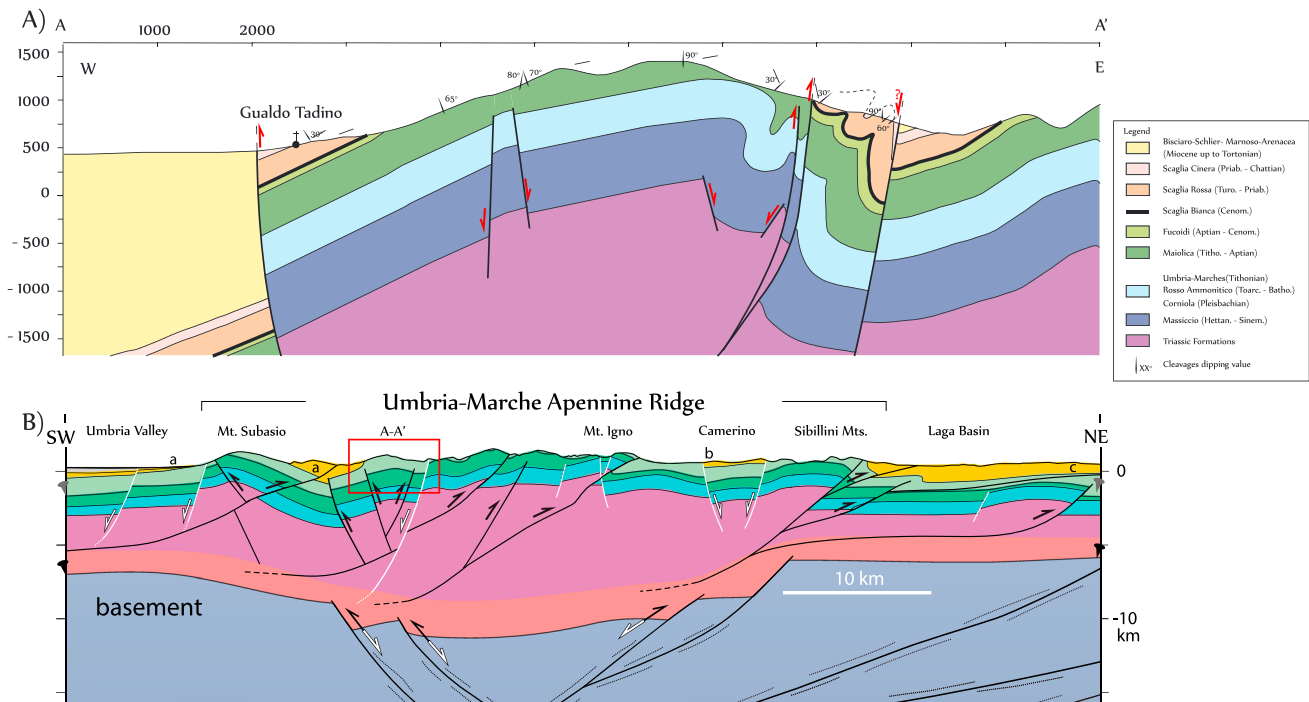 A)
A
1000
2000
A'
1500
W
E
1000
Gualdo Tadino
500
0
- 500
- 1000
- 1500
30°
65°
80°
70°
90°
30°
30°
90°
60°
?
Legend
Bisciaro-Schlier- Marnoso-Arenacea
(Miocene up to Tortonian)
Scaglia Cinera (Priab. - Chattian)
Scaglia Rossa (Turo. - Priab.)
Scaglia Bianca (Cenom.)
Fucoidi (Aptian - Cenom.)
Maiolica (Titho. - Aptian)
Umbria-Marches(Tithonian)
Rosso Ammonitico (Toarc. - Batho.)
Corniola (Pleisbachian)
Massiccio (Hettan. - Sinem.)
Triassic Formations
XX° Cleavages dipping value
B)
Umbria-Marche Apennine Ridge
SW
Umbria Valley
Mt. Subasio
A-A'
Mt. Igno
Camerino
Sibillini Mts.
Laga Basin
NE
a
a
b
c
0
10 km
basement
-10
km